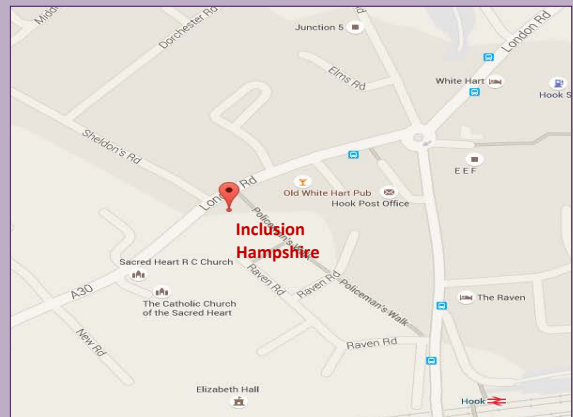 Middl
Dorchester Rd
Junction 5
London Rd
Elms Rd
White Hart
Hook S
Sheldon's Rd
EEF
London Rd
Old White Hart Pub
Hook Post Office
Policeman's Walk
Inclusion
Hampshire
Sacred Heart R C Church
Raven Rd
Raven Rd
Policeman's Walk
A30
The Catholic Church
of the Sacred Heart
The Raven
New Rd
Raven Rd
Elizabeth Hall
Hook